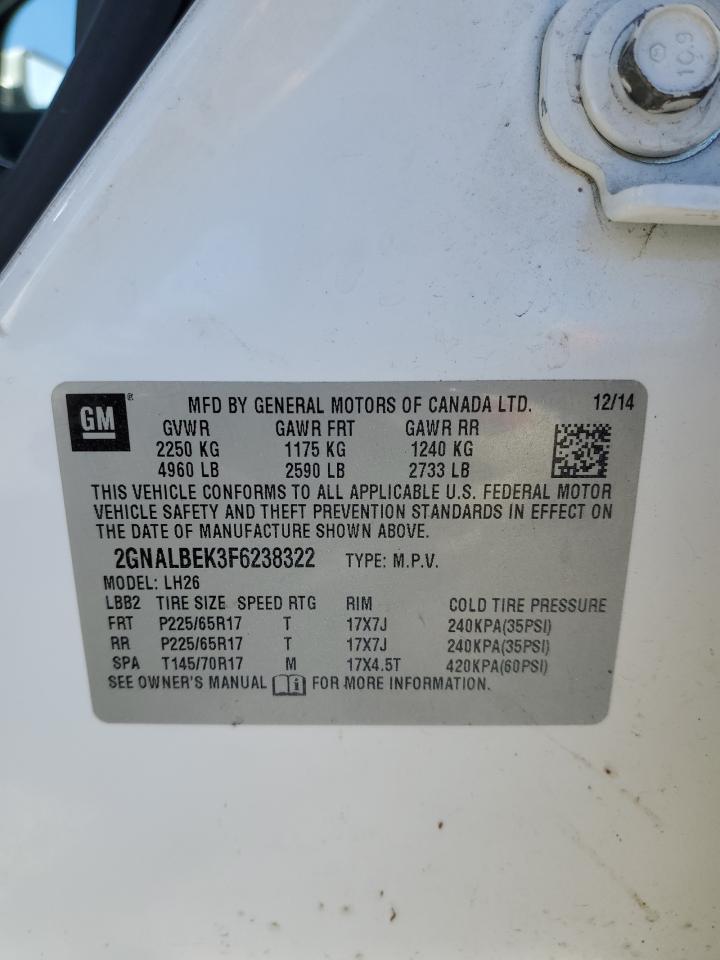 10.9
GM ® MFD BY GENERAL MOTORS OF CANADA LTD. 12/14
GVWR GAWR FRT GAWR RR
2250 KG 1175 KG 1240 KG
4960 LB 2590 LB 2733 LB
THIS VEHICLE CONFORMS TO ALL APPLICABLE U.S. FEDERAL MOTOR
VEHICLE SAFETY AND THEFT PREVENTION STANDARDS IN EFFECT ON
THE DATE OF MANUFACTURE SHOWN ABOVE.
2GNALBEK3F6238322 TYPE: M.P.V.
MODEL: LH26
LBB2 TIRE SIZE SPEED RTG RIM COLD TIRE PRESSURE
FRT P225/65R17 T 17X7J 240KPA(35PSI)
RR P225/65R17 T 17X7J 240KPA(35PSI)
SPA T145/70R17 M 17X4.5T 420KPA(60PSI)
SEE OWNER'S MANUAL i FOR MORE INFORMATION.